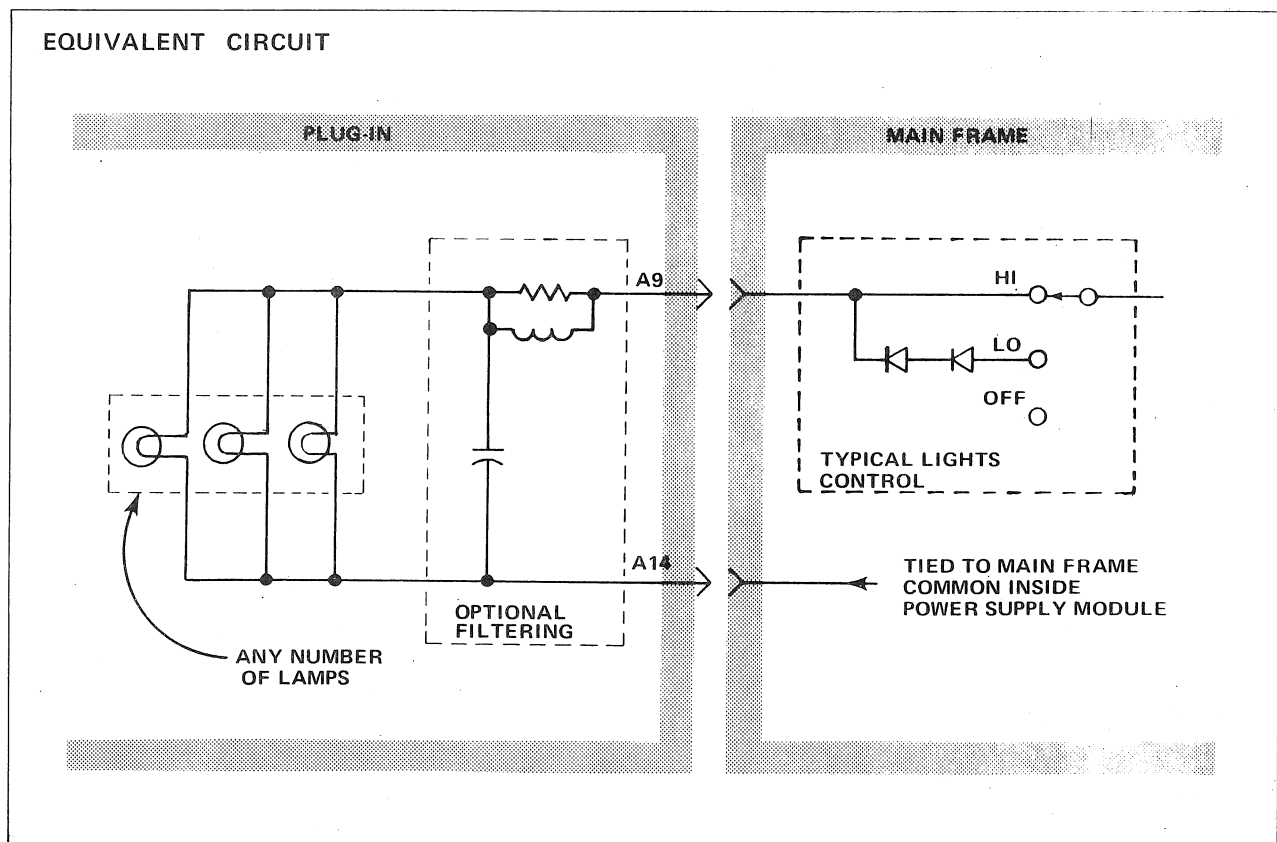 EQUIVALENT CIRCUIT
PLUG-IN
MAIN FRAME
A9
HI
LO
OFF
TYPICAL LIGHTS
CONTROL
A14
TIED TO MAIN FRAME
COMMON INSIDE
POWER SUPPLY MODULE
OPTIONAL
FILTERING
ANY NUMBER
OF LAMPS